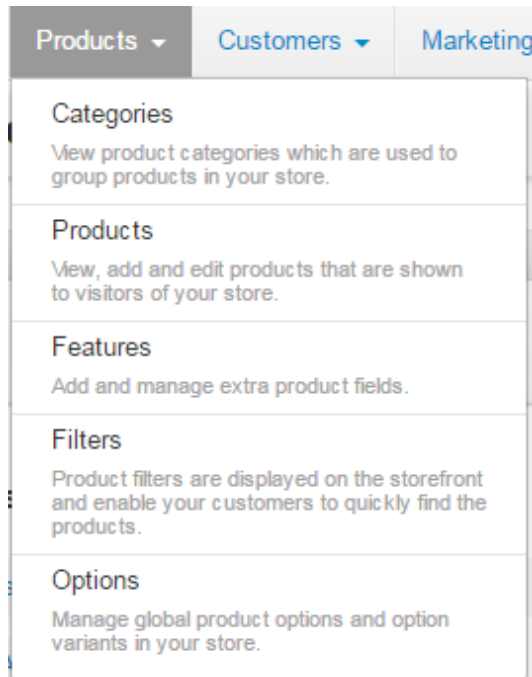 Products Customers Marketing
Categories
View product categories which are used to
group products in your store.
Products
View, add and edit products that are shown
to visitors of your store.
Features
Add and manage extra product fields.
Filters
Product filters are displayed on the storefront
and enable your customers to quickly find the
products.
Options
Manage global product options and option
variants in your store.